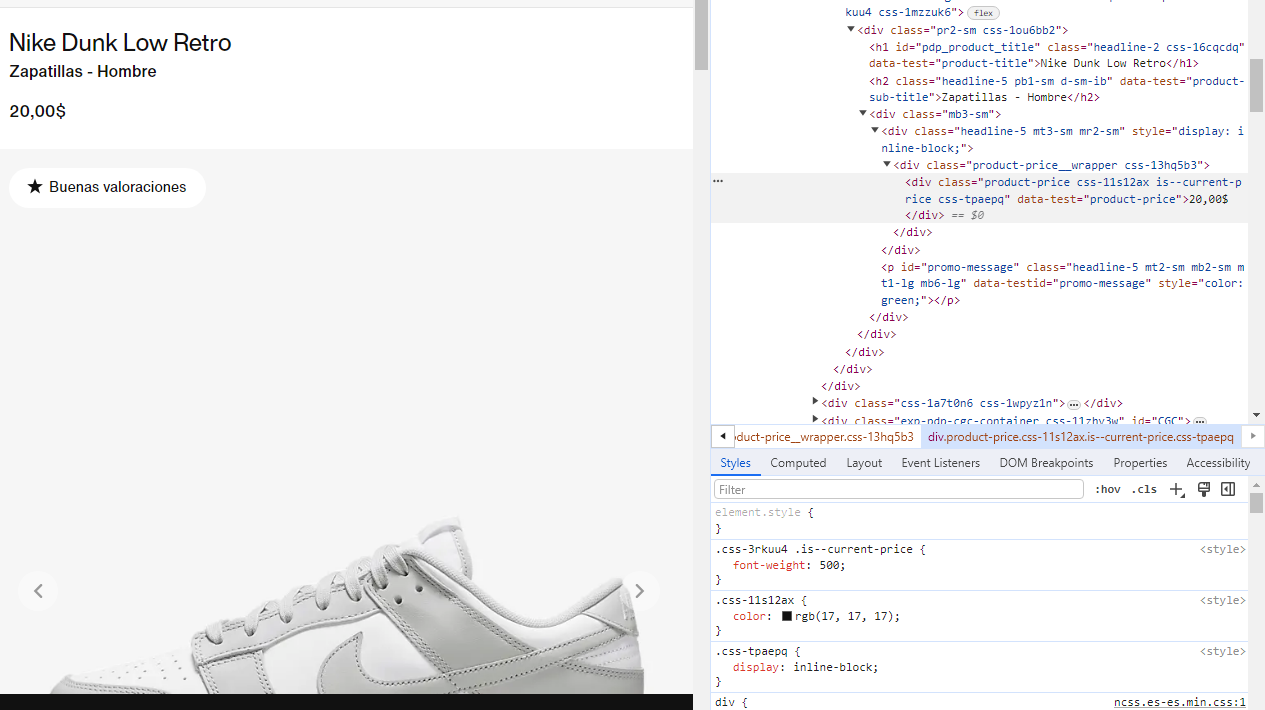 Nike Dunk Low Retro
Zapatillas - Hombre
20,00$
★ Buenas valoraciones
kuu4 css-1mzzuk6"> flex
<div class="pr2-sm css-1ou6bb2">
<h1 id="pdp_product_title" class="headline-2 css-16cqcdq"
data-test="product-title">Nike Dunk Low Retro</h1>
<h2 class="headline-5 pb1-sm d-sm-ib" data-test="product-
sub-title">Zapatillas - Hombre</h2>
<div class="mb3-sm">
<div class="headline-5 mt3-sm mr2-sm" style="display: i
nline-block;">
<div class="product-price__wrapper css-13hq5b3">
… <div class="product-price css-11s12ax is--current-p
rice css-tpaepq" data-test="product-price">20,00$
</div> == $0
</div>
</div>
<p id="promo-message" class="headline-5 mt2-sm mb2-sm m
t1-lg mb6-lg" data-testid="promo-message" style="color:
green;"></p>
</div>
</div>
</div>
</div>
</div>
<div class="css-1a7t0n6 css-1wpyz1n">…</div>
<div class="exp-pdp-cgc-container css-11zhv3w" id="CGC">…
duct-price__wrapper.css-13hq5b3 div.product-price.css-11s12ax.is--current-price.css-tpaepq
Styles Computed Layout Event Listeners DOM Breakpoints Properties Accessibility
Filter :hov .cls
element.style {
}
.css-3rkuu4 .is--current-price { <style>
font-weight: 500;
}
.css-11s12ax { <style>
color: rgb(17, 17, 17);
}
.css-tpaepq { <style>
display: inline-block;
}
div { ncss.es-es.min.css:1